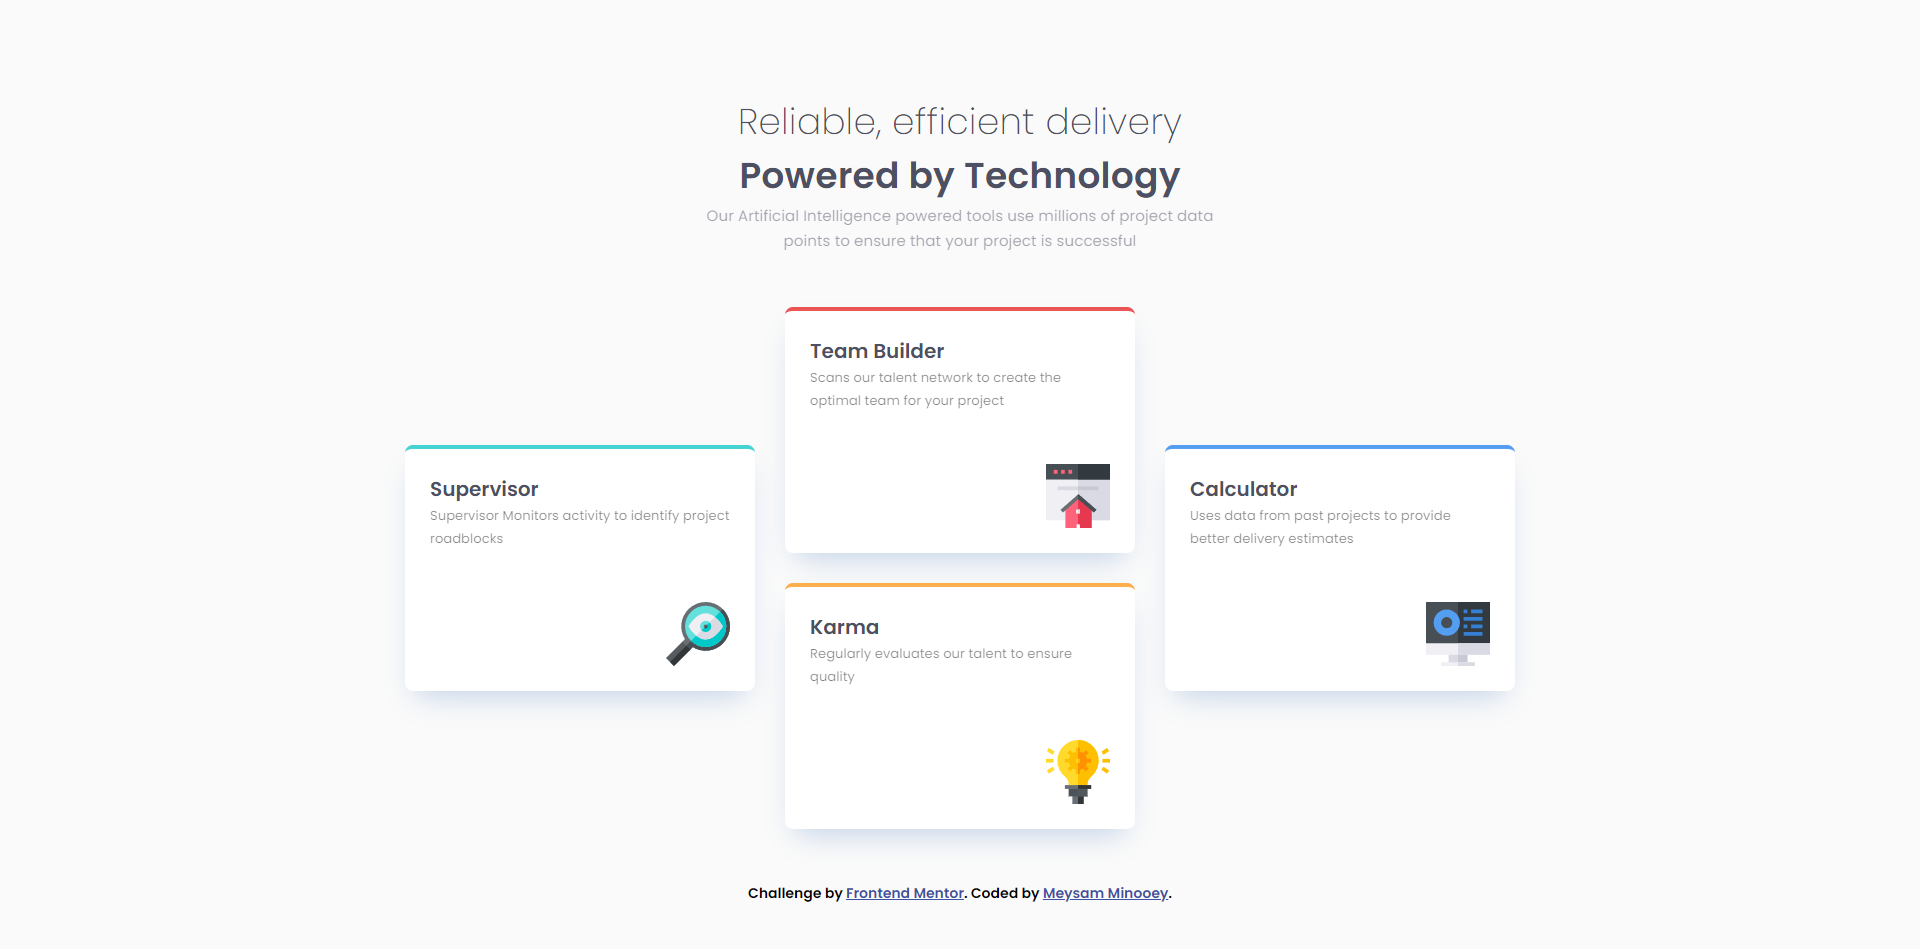 Reliable, efficient delivery
Powered by Technology
Our Artificial Intelligence powered tools use millions of project data
points to ensure that your project is successful
Supervisor
Supervisor Monitors activity to identify project
roadblocks
Team Builder
Scans our talent network to create the
optimal team for your project
Karma
Regularly evaluates our talent to ensure
quality
Calculator
Uses data from past projects to provide
better delivery estimates
Challenge by Frontend Mentor. Coded by Meysam Minooey.